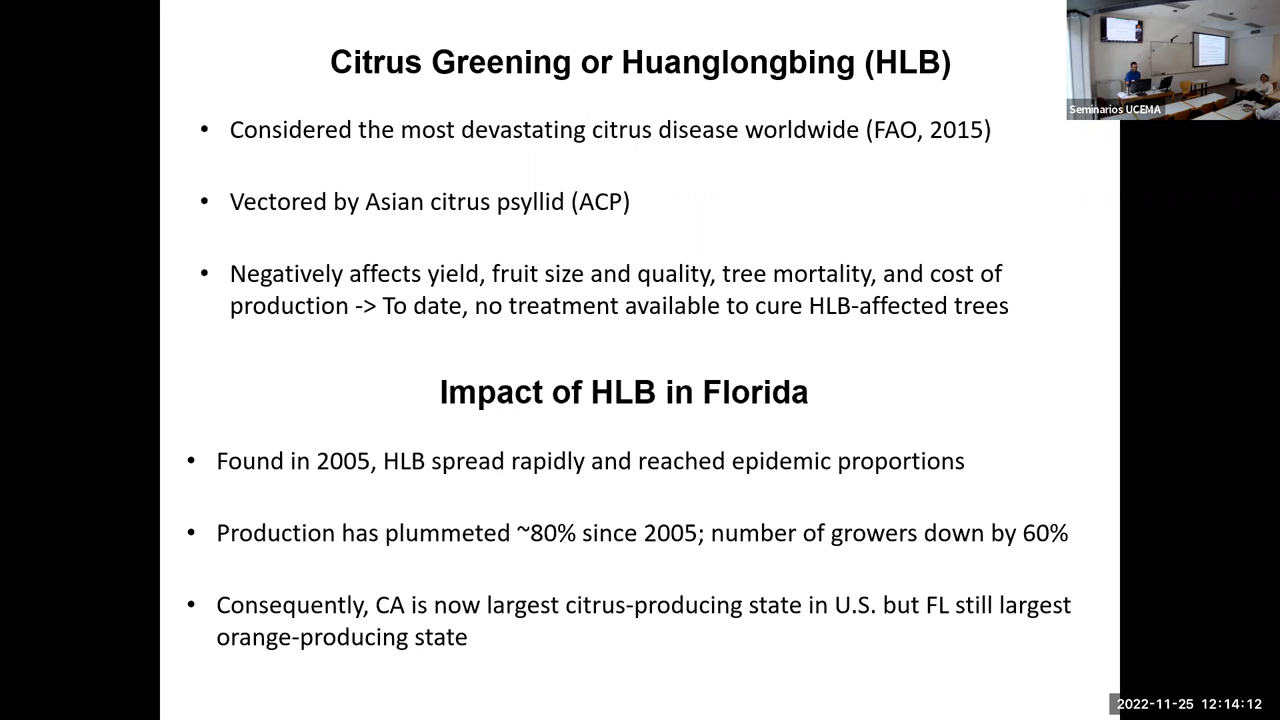 Citrus Greening or Huanglongbing (HLB)
• Considered the most devastating citrus disease worldwide (FAO, 2015)
• Vectored by Asian citrus psyllid (ACP)
• Negatively affects yield, fruit size and quality, tree mortality, and cost of
production -> To date, no treatment available to cure HLB-affected trees
Impact of HLB in Florida
• Found in 2005, HLB spread rapidly and reached epidemic proportions
• Production has plummeted ~80% since 2005; number of growers down by 60%
• Consequently, CA is now largest citrus-producing state in U.S. but FL still largest
orange-producing state
Seminarios UCEMA
2022-11-25 12:14:12